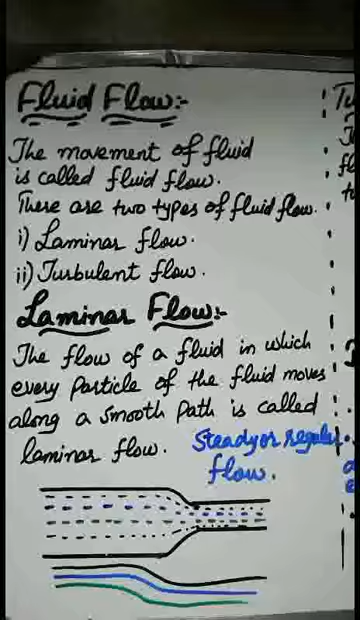 Fluid Flow:-
The movement of fluid
is called fluid flow.
There are two types of fluid flow.
i) Laminar flow.
ii) Turbulent flow.
Laminar Flow:-
The flow of a fluid in which
every Particle of the fluid moves
along a smooth Path is called
laminar flow.
Steady or regular
flow.